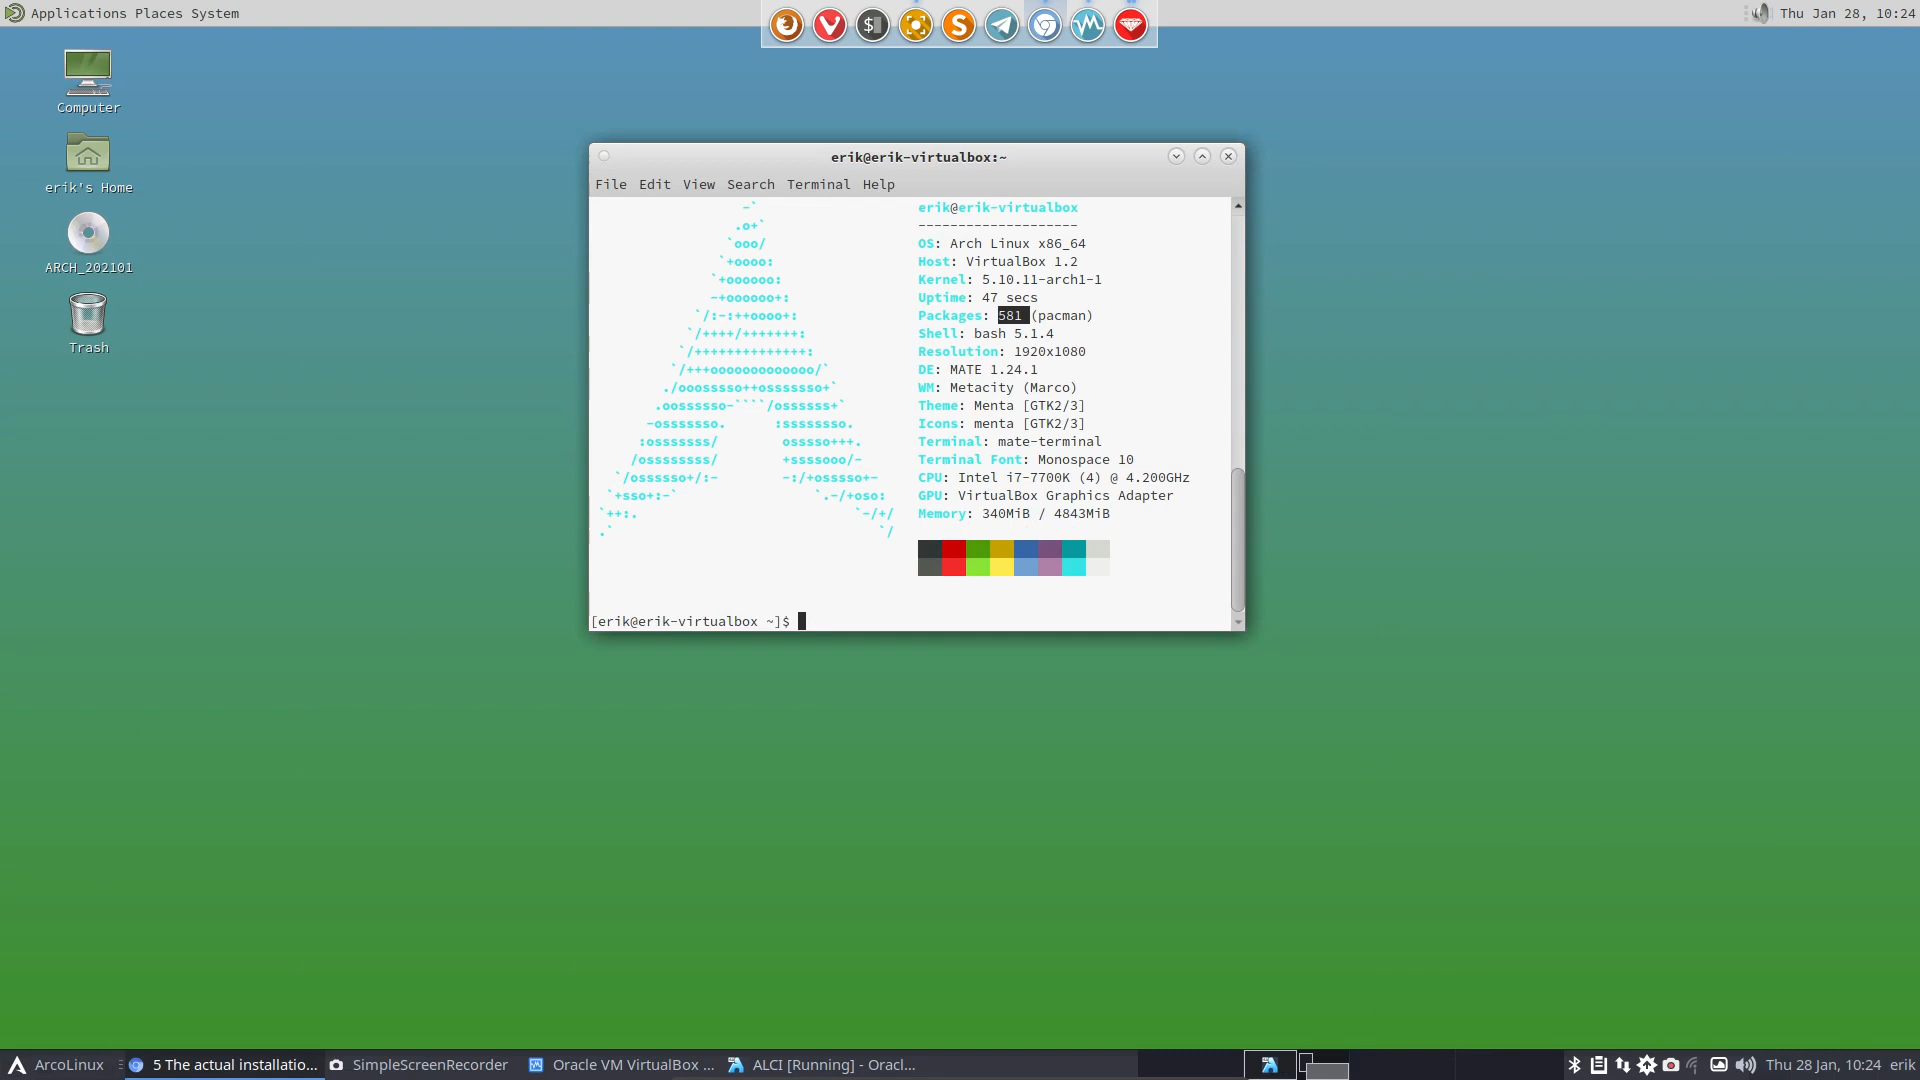 Applications Places System
Thu Jan 28, 10:24
Computer
erik's Home
ARCH_202101
Trash
erik@erik-virtualbox:~
File Edit View Search Terminal Help
erik@erik-virtualbox
--------------------
OS: Arch Linux x86_64
Host: VirtualBox 1.2
Kernel: 5.10.11-arch1-1
Uptime: 47 secs
Packages: 581 (pacman)
Shell: bash 5.1.4
Resolution: 1920x1080
DE: MATE 1.24.1
WM: Metacity (Marco)
Theme: Menta [GTK2/3]
Icons: menta [GTK2/3]
Terminal: mate-terminal
Terminal Font: Monospace 10
CPU: Intel i7-7700K (4) @ 4.200GHz
GPU: VirtualBox Graphics Adapter
Memory: 340MiB / 4843MiB
[erik@erik-virtualbox ~]$
ArcoLinux
5 The actual installatio...
SimpleScreenRecorder
Oracle VM VirtualBox ...
ALCI [Running] - Oracl...
Thu 28 Jan, 10:24 erik